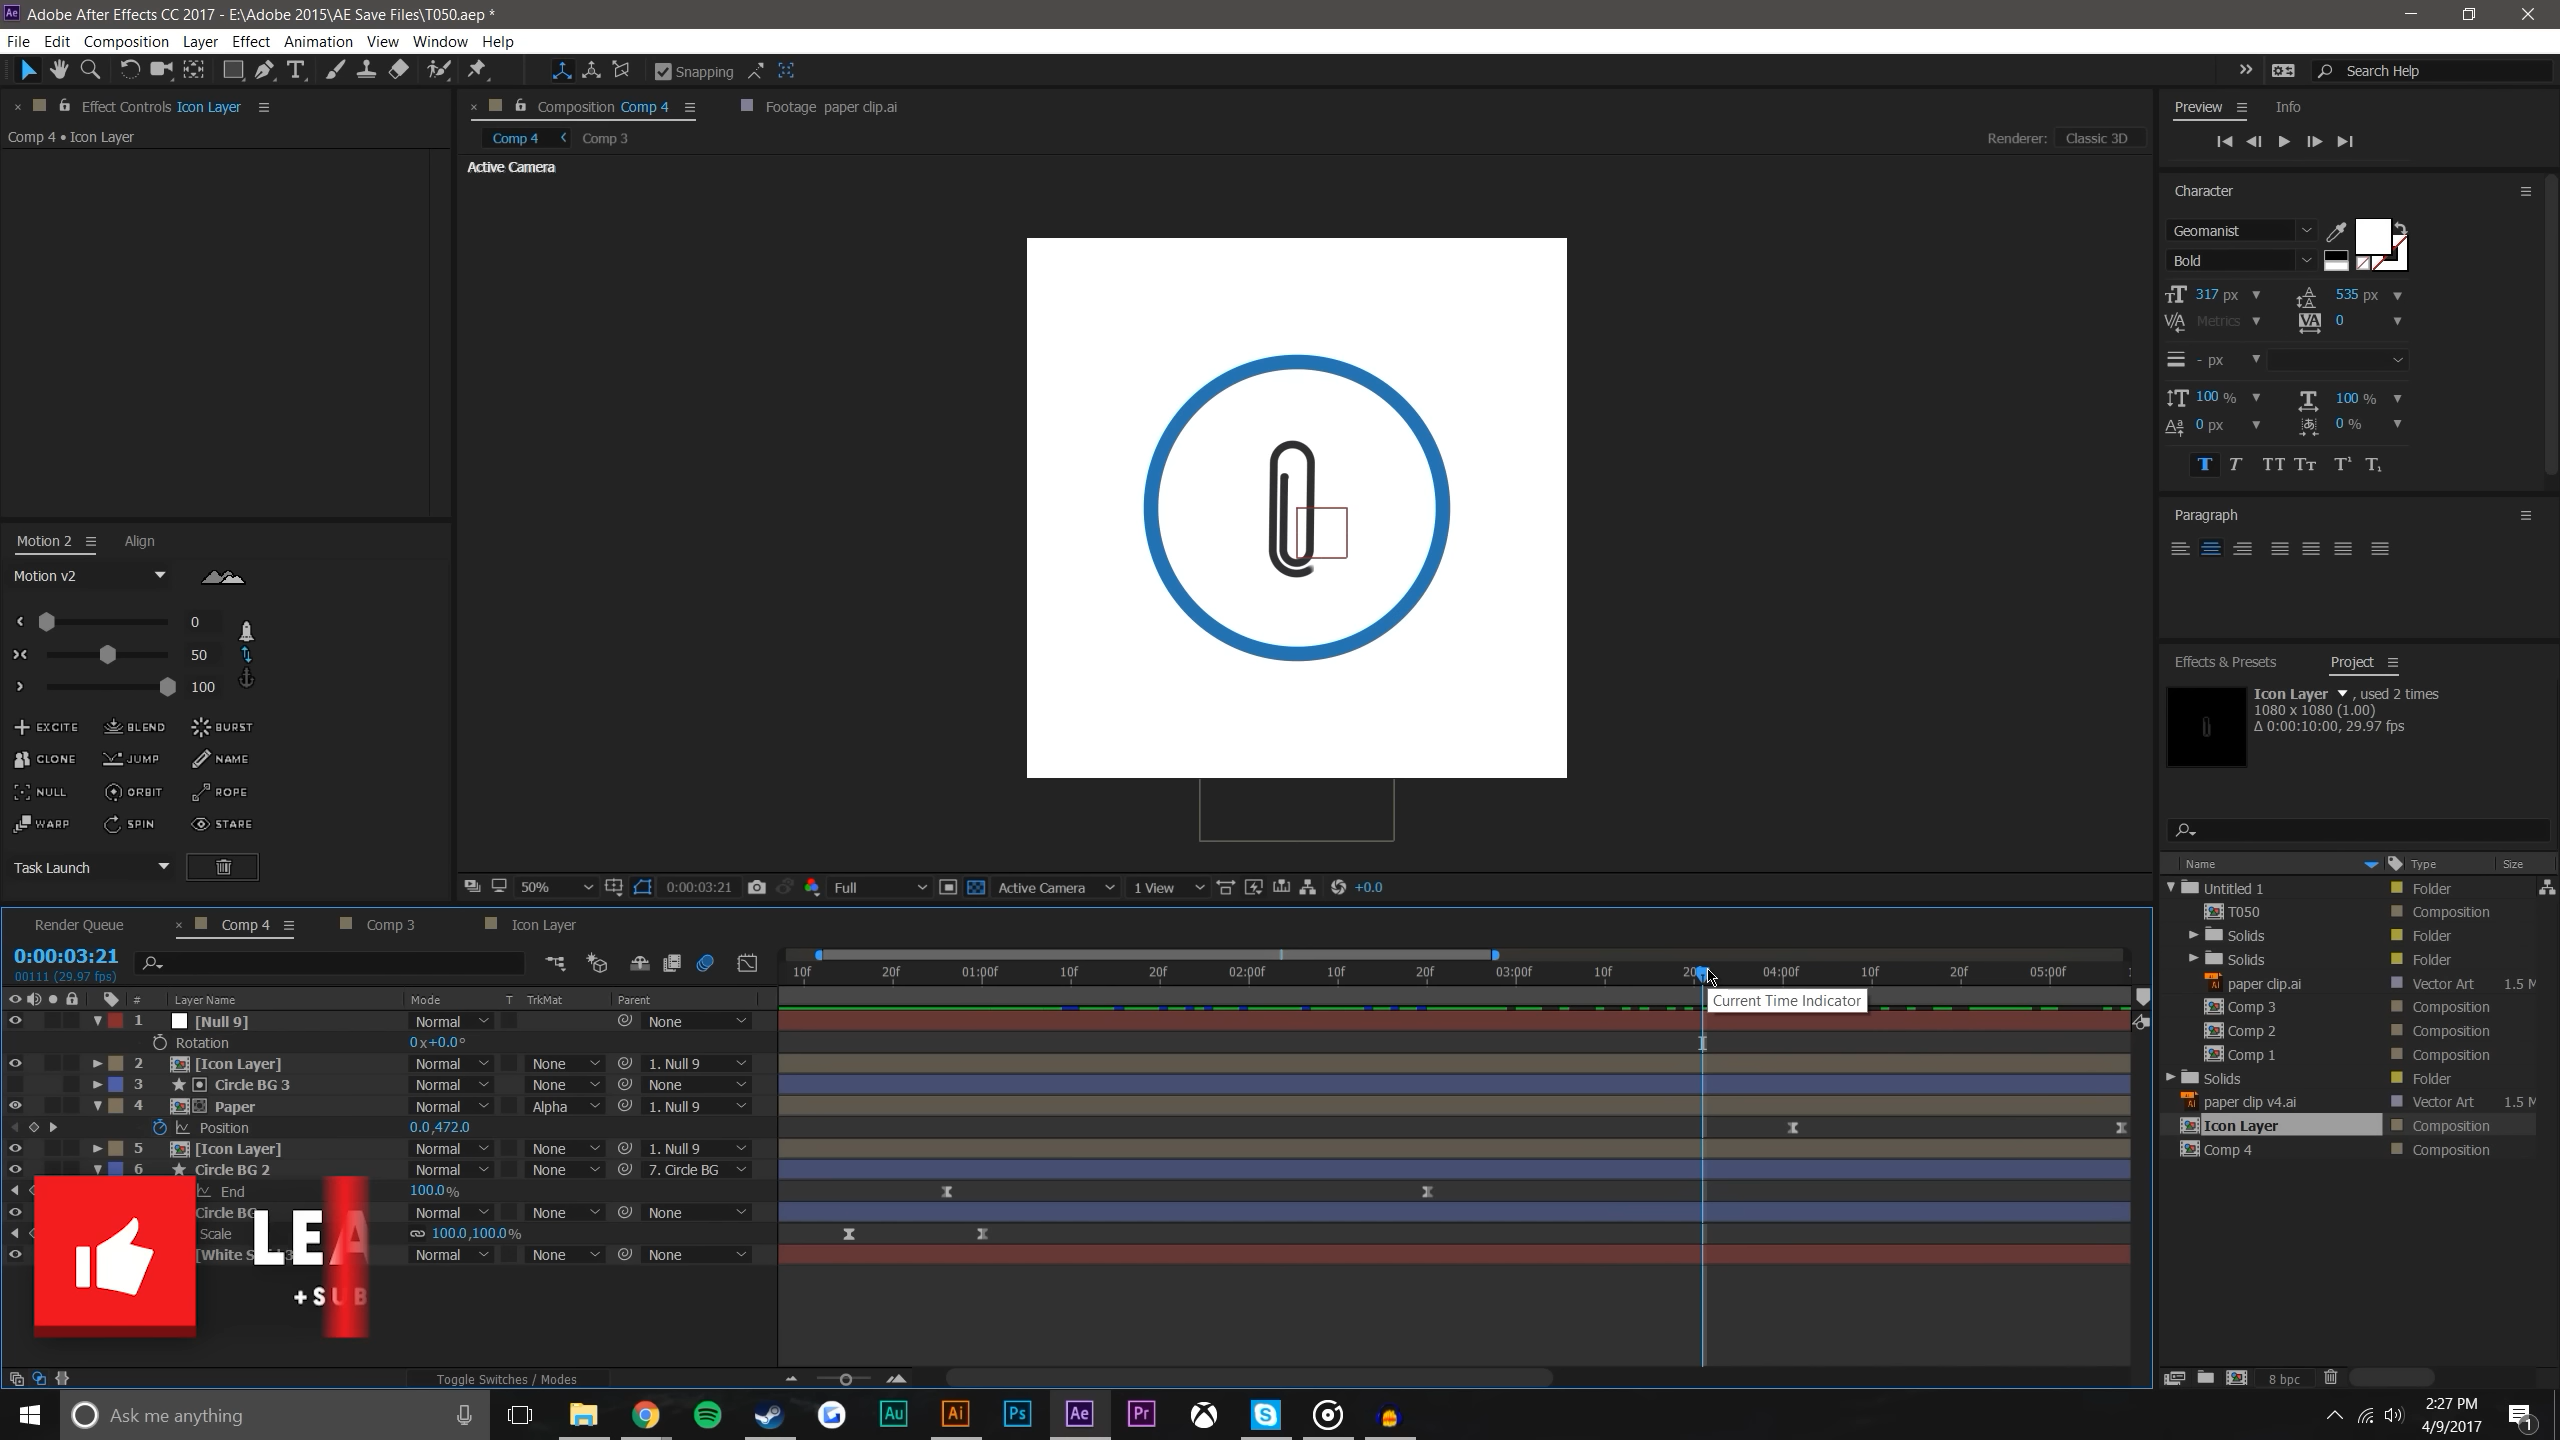 Ae Adobe After Effects CC 2017 - E:\Adobe 2015\AE Save Files\T050.aep *
File Edit Composition Layer Effect Animation View Window Help
Snapping
Search Help
Effect Controls Icon Layer
Composition Comp 4
Footage paper clip.ai
Preview
Info
Comp 4 • Icon Layer
Comp 4
Comp 3
Renderer: Classic 3D
Active Camera
Character
Geomanist
Bold
317 px
535 px
Metrics
0
- px
100 %
100 %
0 px
0 %
T T TT Tт T¹ T₁
Paragraph
Motion 2
Align
Motion v2
0
50
100
EXCITE BLEND BURST
CLONE JUMP NAME
NULL ORBIT ROPE
WARP SPIN STARE
Task Launch
Effects & Presets
Project
Icon Layer , used 2 times
1080 x 1080 (1.00)
Δ 0:00:10:00, 29.97 fps
Name
Type
Size
Untitled 1 Folder
T050 Composition
Solids Folder
Solids Folder
paper clip.ai Vector Art 1.5 M
Comp 3 Composition
Comp 2 Composition
Comp 1 Composition
Solids Folder
paper clip v4.ai Vector Art 1.5 M
Icon Layer Composition
Comp 4 Composition
8 bpc
50%
0:00:03:21
Full
Active Camera
1 View
+0.0
Render Queue
Comp 4
Comp 3
Icon Layer
0:00:03:21
00111 (29.97 fps)
10f 20f 01:00f 10f 20f 02:00f 10f 20f 03:00f 10f 20 04:00f 10f 20f 05:00f
Current Time Indicator
# Layer Name Mode T TrkMat Parent
1 [Null 9] Normal None
Rotation 0x+0.0°
2 [Icon Layer] Normal None 1. Null 9
3 Circle BG 3 Normal None None
4 Paper Normal Alpha 1. Null 9
Position 0.0,472.0
5 [Icon Layer] Normal None 1. Null 9
6 Circle BG 2 Normal None 7. Circle BG
End 100.0%
Circle BG Normal None None
Scale 100.0,100.0%
[White S Normal None None
LEA
+SUB
Toggle Switches / Modes
Ask me anything
Au Ai Ps Ae Pr
2:27 PM
4/9/2017
1